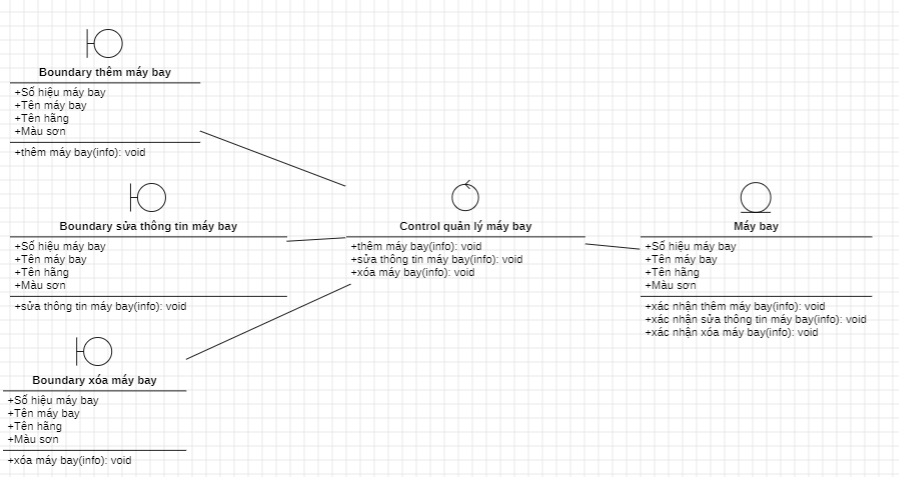 Boundary thêm máy bay
+Số hiệu máy bay
+Tên máy bay
+Tên hãng
+Màu sơn
+thêm máy bay(info): void
Boundary sửa thông tin máy bay
+Số hiệu máy bay
+Tên máy bay
+Tên hãng
+Màu sơn
+sửa thông tin máy bay(info): void
Boundary xóa máy bay
+Số hiệu máy bay
+Tên máy bay
+Tên hãng
+Màu sơn
+xóa máy bay(info): void
Control quản lý máy bay
+thêm máy bay(info): void
+sửa thông tin máy bay(info): void
+xóa máy bay(info): void
Máy bay
+Số hiệu máy bay
+Tên máy bay
+Tên hãng
+Màu sơn
+xác nhận thêm máy bay(info): void
+xác nhận sửa thông tin máy bay(info): void
+xác nhận xóa máy bay(info): void